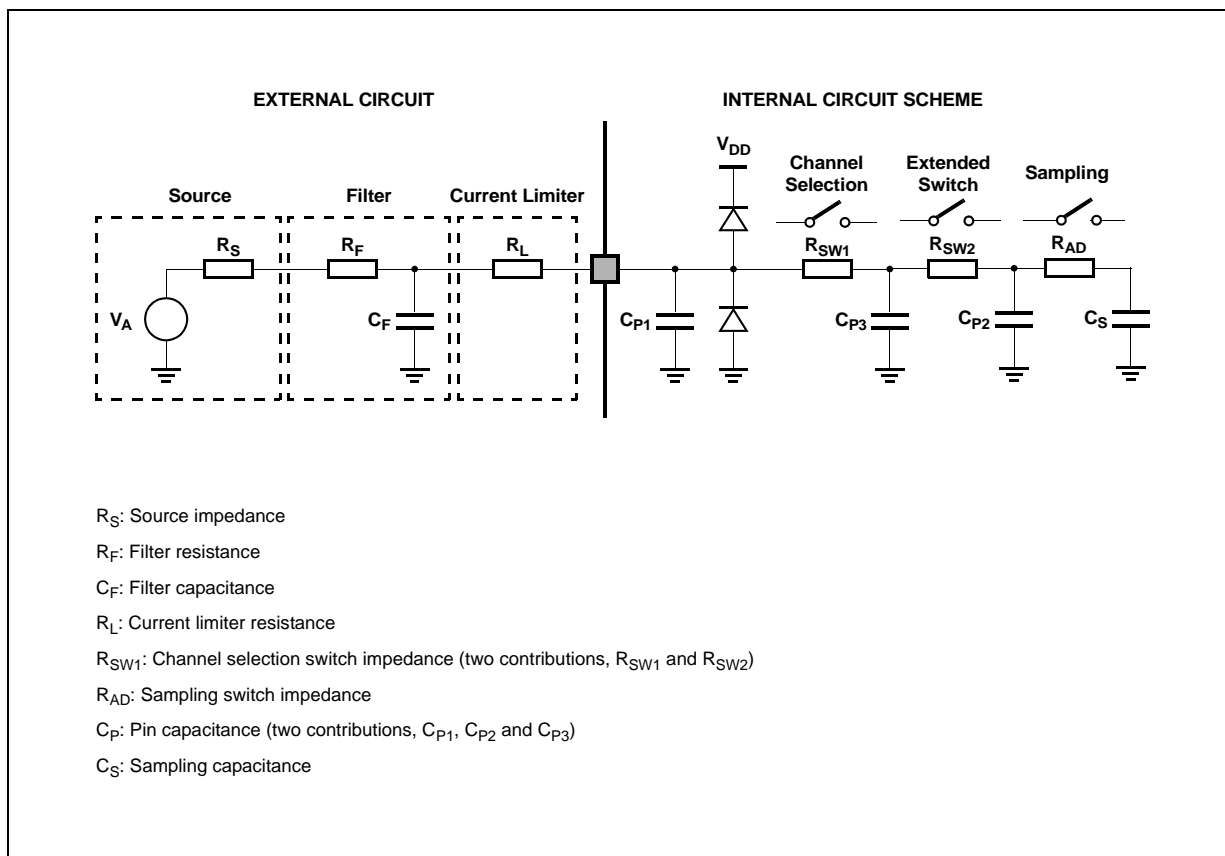 EXTERNAL CIRCUIT
INTERNAL CIRCUIT SCHEME
VDD
Channel
Selection
Extended
Switch
Sampling
Source
Filter
Current Limiter
RS
RF
RL
RSW1
RSW2
RAD
VA
CF
CP1
CP3
CP2
CS
RS: Source impedance
RF: Filter resistance
CF: Filter capacitance
RL: Current limiter resistance
RSW1: Channel selection switch impedance (two contributions, RSW1 and RSW2)
RAD: Sampling switch impedance
CP: Pin capacitance (two contributions, CP1, CP2 and CP3)
CS: Sampling capacitance